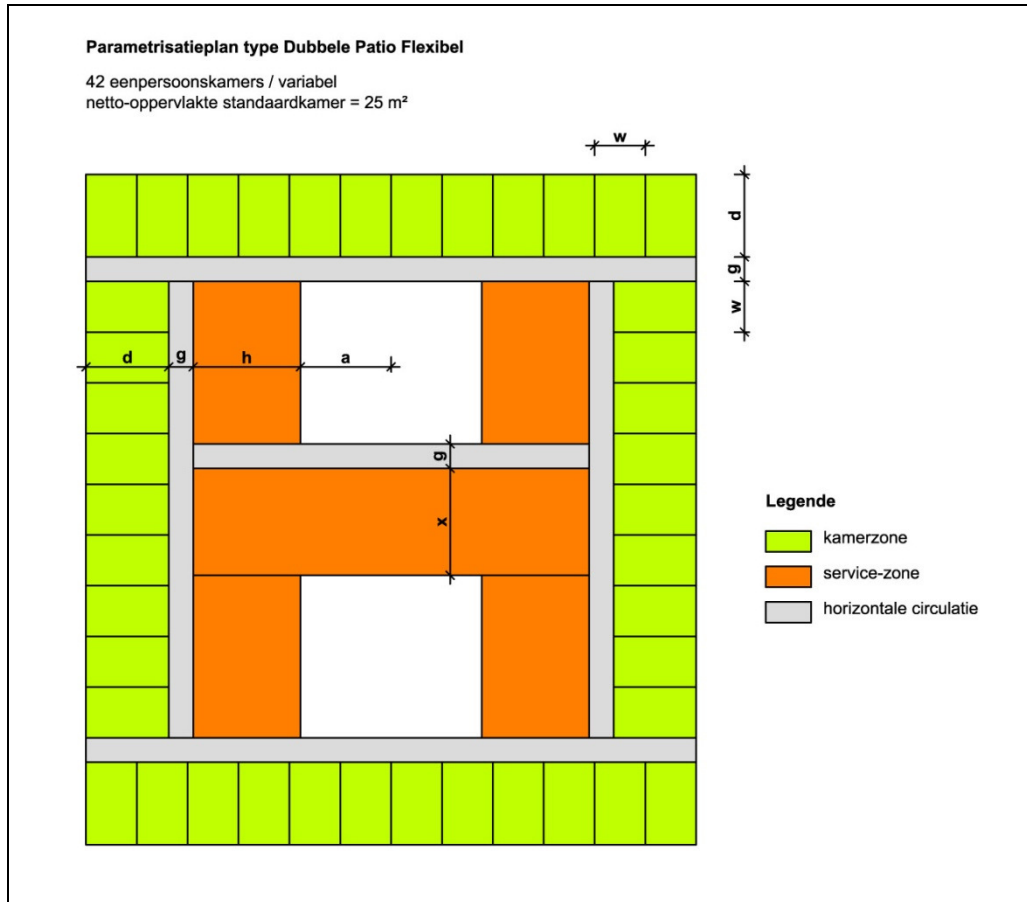 Parametrisatieplan type Dubbele Patio Flexibel
42 eenpersoonskamers / variabel
netto-oppervlakte standaardkamer = 25 m²
w
d
g
w
d
g
h
a
g
x
Legende
kamerzone
service-zone
horizontale circulatie